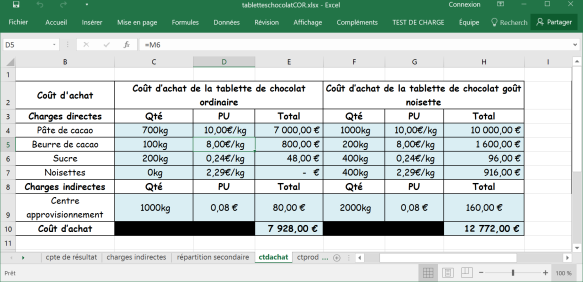 tabletteschocolatCOR.xlsx - Excel Connexion
Fichier Accueil Insérer Mise en page Formules Données Révision Affichage Compléments TEST DE CHARGE Équipe Recherch Partager
D5 fx =M6
A B C D E F G H I
1
2 Coût d'achat Coût d'achat de la tablette de chocolat ordinaire Coût d'achat de la tablette de chocolat goût noisette
3 Charges directes Qté PU Total Qté PU Total
4 Pâte de cacao 700kg 10,00€/kg 7 000,00 € 1000kg 10,00€/kg 10 000,00 €
5 Beurre de cacao 100kg 8,00€/kg 800,00 € 200kg 8,00€/kg 1 600,00 €
6 Sucre 200kg 0,24€/kg 48,00 € 400kg 0,24€/kg 96,00 €
7 Noisettes 0kg 2,29€/kg - € 400kg 2,29€/kg 916,00 €
8 Charges indirectes Qté PU Total Qté PU Total
9 Centre approvisionnement 1000kg 0,08 € 80,00 € 2000kg 0,08 € 160,00 €
10 Coût d'achat 7 928,00 € 12 772,00 €
11
cpte de résultat charges indirectes répartition secondaire ctdachat ctprod ...
Prêt 100 %